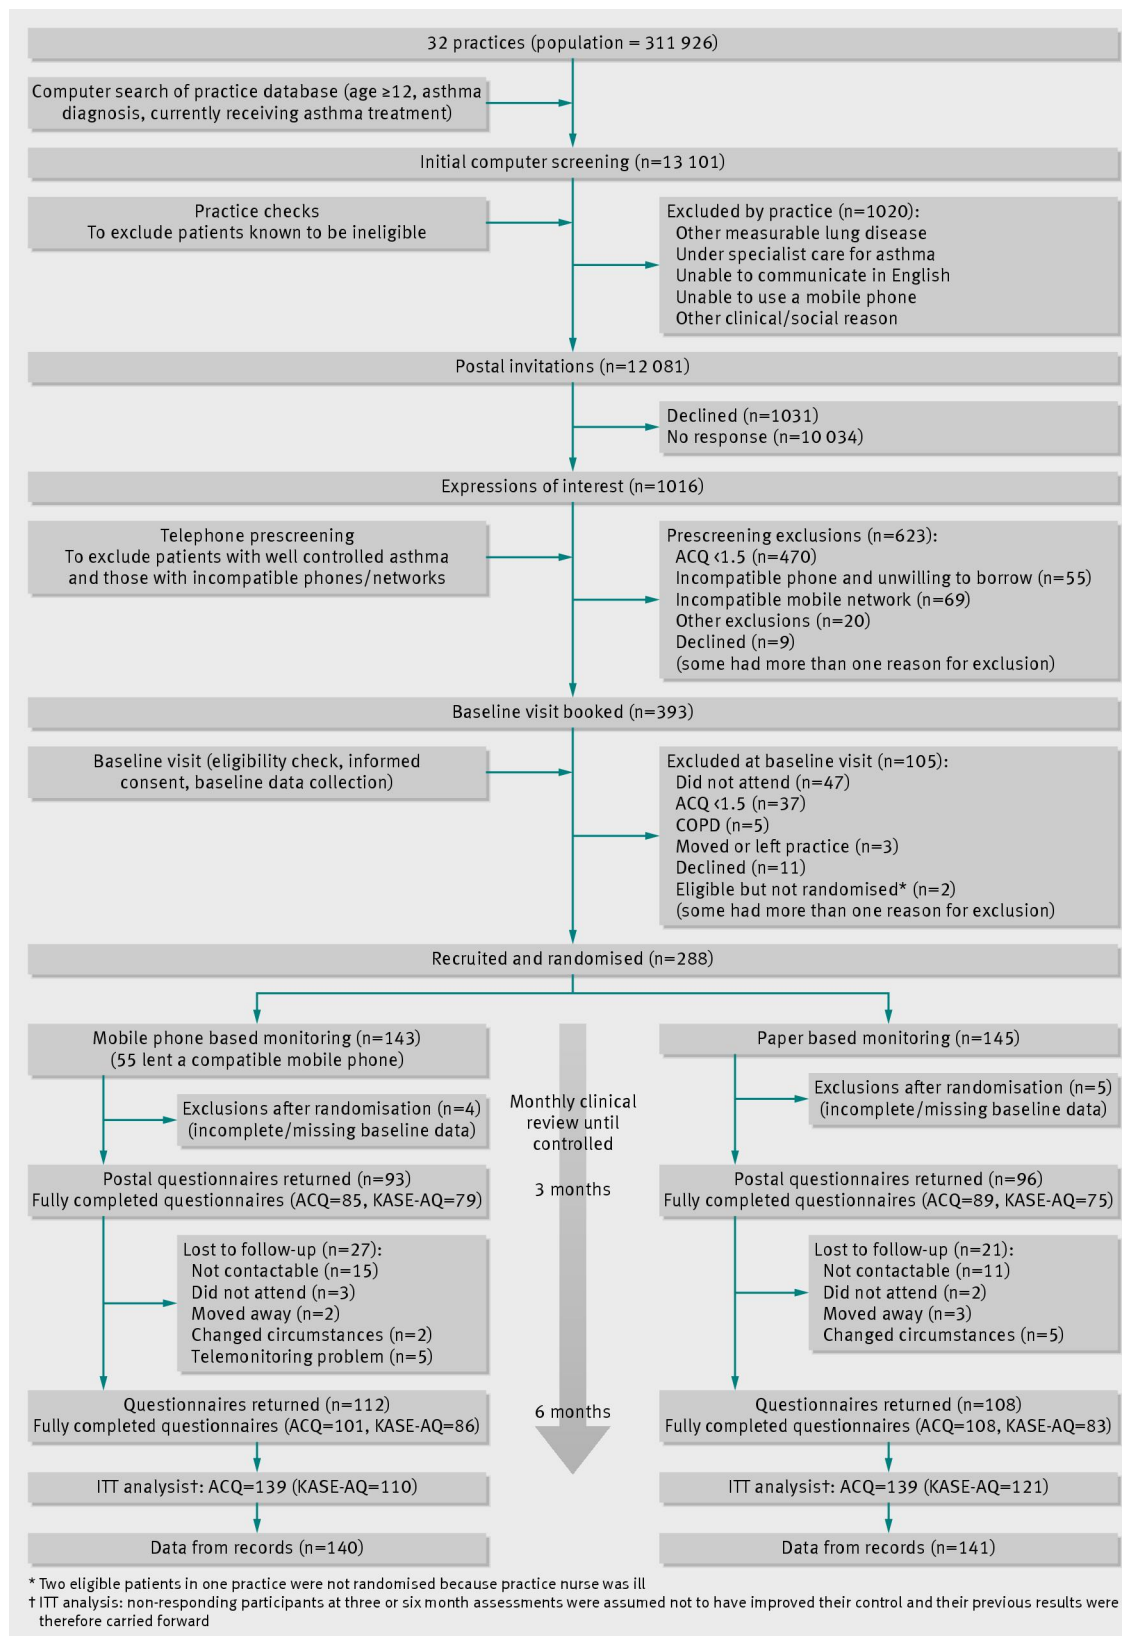 32 practices (population = 311 926)
Computer search of practice database (age ≥12, asthma
diagnosis, currently receiving asthma treatment)
Initial computer screening (n=13 101)
Practice checks
To exclude patients known to be ineligible
Excluded by practice (n=1020):
Other measurable lung disease
Under specialist care for asthma
Unable to communicate in English
Unable to use a mobile phone
Other clinical/social reason
Postal invitations (n=12 081)
Declined (n=1031)
No response (n=10 034)
Expressions of interest (n=1016)
Telephone prescreening
To exclude patients with well controlled asthma
and those with incompatible phones/networks
Prescreening exclusions (n=623):
ACQ <1.5 (n=470)
Incompatible phone and unwilling to borrow (n=55)
Incompatible mobile network (n=69)
Other exclusions (n=20)
Declined (n=9)
(some had more than one reason for exclusion)
Baseline visit booked (n=393)
Baseline visit (eligibility check, informed
consent, baseline data collection)
Excluded at baseline visit (n=105):
Did not attend (n=47)
ACQ <1.5 (n=37)
COPD (n=5)
Moved or left practice (n=3)
Declined (n=11)
Eligible but not randomised* (n=2)
(some had more than one reason for exclusion)
Recruited and randomised (n=288)
Mobile phone based monitoring (n=143)
(55 lent a compatible mobile phone)
Exclusions after randomisation (n=4)
(incomplete/missing baseline data)
Postal questionnaires returned (n=93)
Fully completed questionnaires (ACQ=85, KASE-AQ=79)
Lost to follow-up (n=27):
Not contactable (n=15)
Did not attend (n=3)
Moved away (n=2)
Changed circumstances (n=2)
Telemonitoring problem (n=5)
Questionnaires returned (n=112)
Fully completed questionnaires (ACQ=101, KASE-AQ=86)
ITT analysis†: ACQ=139 (KASE-AQ=110)
Data from records (n=140)
Monthly clinical
review until
controlled
3 months
6 months
Paper based monitoring (n=145)
Exclusions after randomisation (n=5)
(incomplete/missing baseline data)
Postal questionnaires returned (n=96)
Fully completed questionnaires (ACQ=89, KASE-AQ=75)
Lost to follow-up (n=21):
Not contactable (n=11)
Did not attend (n=2)
Moved away (n=3)
Changed circumstances (n=5)
Questionnaires returned (n=108)
Fully completed questionnaires (ACQ=108, KASE-AQ=83)
ITT analysis†: ACQ=139 (KASE-AQ=121)
Data from records (n=141)
* Two eligible patients in one practice were not randomised because practice nurse was ill
† ITT analysis: non-responding participants at three or six month assessments were assumed not to have improved their control and their previous results were
therefore carried forward